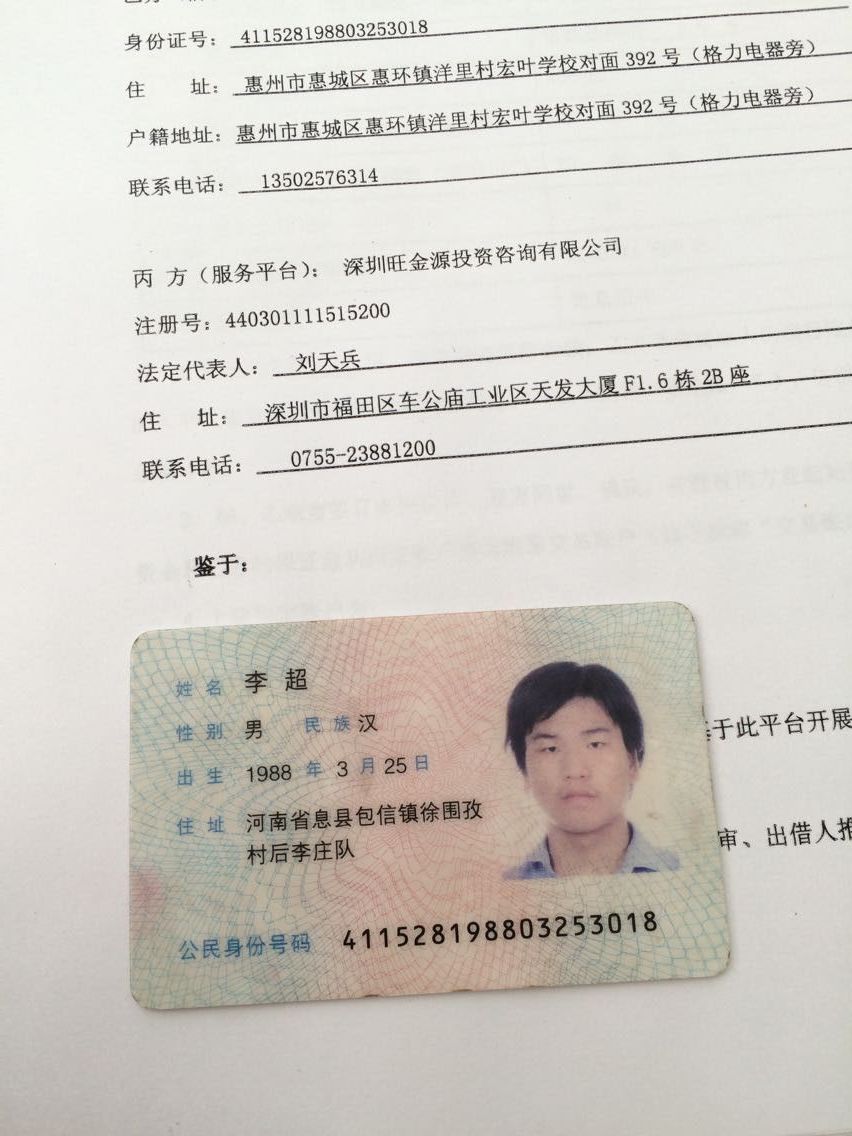 身份证号： 411528198803253018
住 址： 惠州市惠城区惠环镇洋里村宏叶学校对面 392 号（格力电器旁）
户籍地址：惠州市惠城区惠环镇洋里村宏叶学校对面 392 号（格力电器旁）
联系电话： 13502576314
丙 方（服务平台）： 深圳旺金源投资咨询有限公司
注册号：440301111515200
法定代表人： 刘天兵
住 址： 深圳市福田区车公庙工业区天发大厦 F1.6 栋 2B 座
联系电话： 0755-23881200
鉴于：
姓名 李超
性别 男 民族 汉
出生 1988 年 3 月 25 日
住址 河南省息县包信镇徐围孜
村后李庄队
公民身份号码 411528198803253018
于此平台开展
审、出借人推